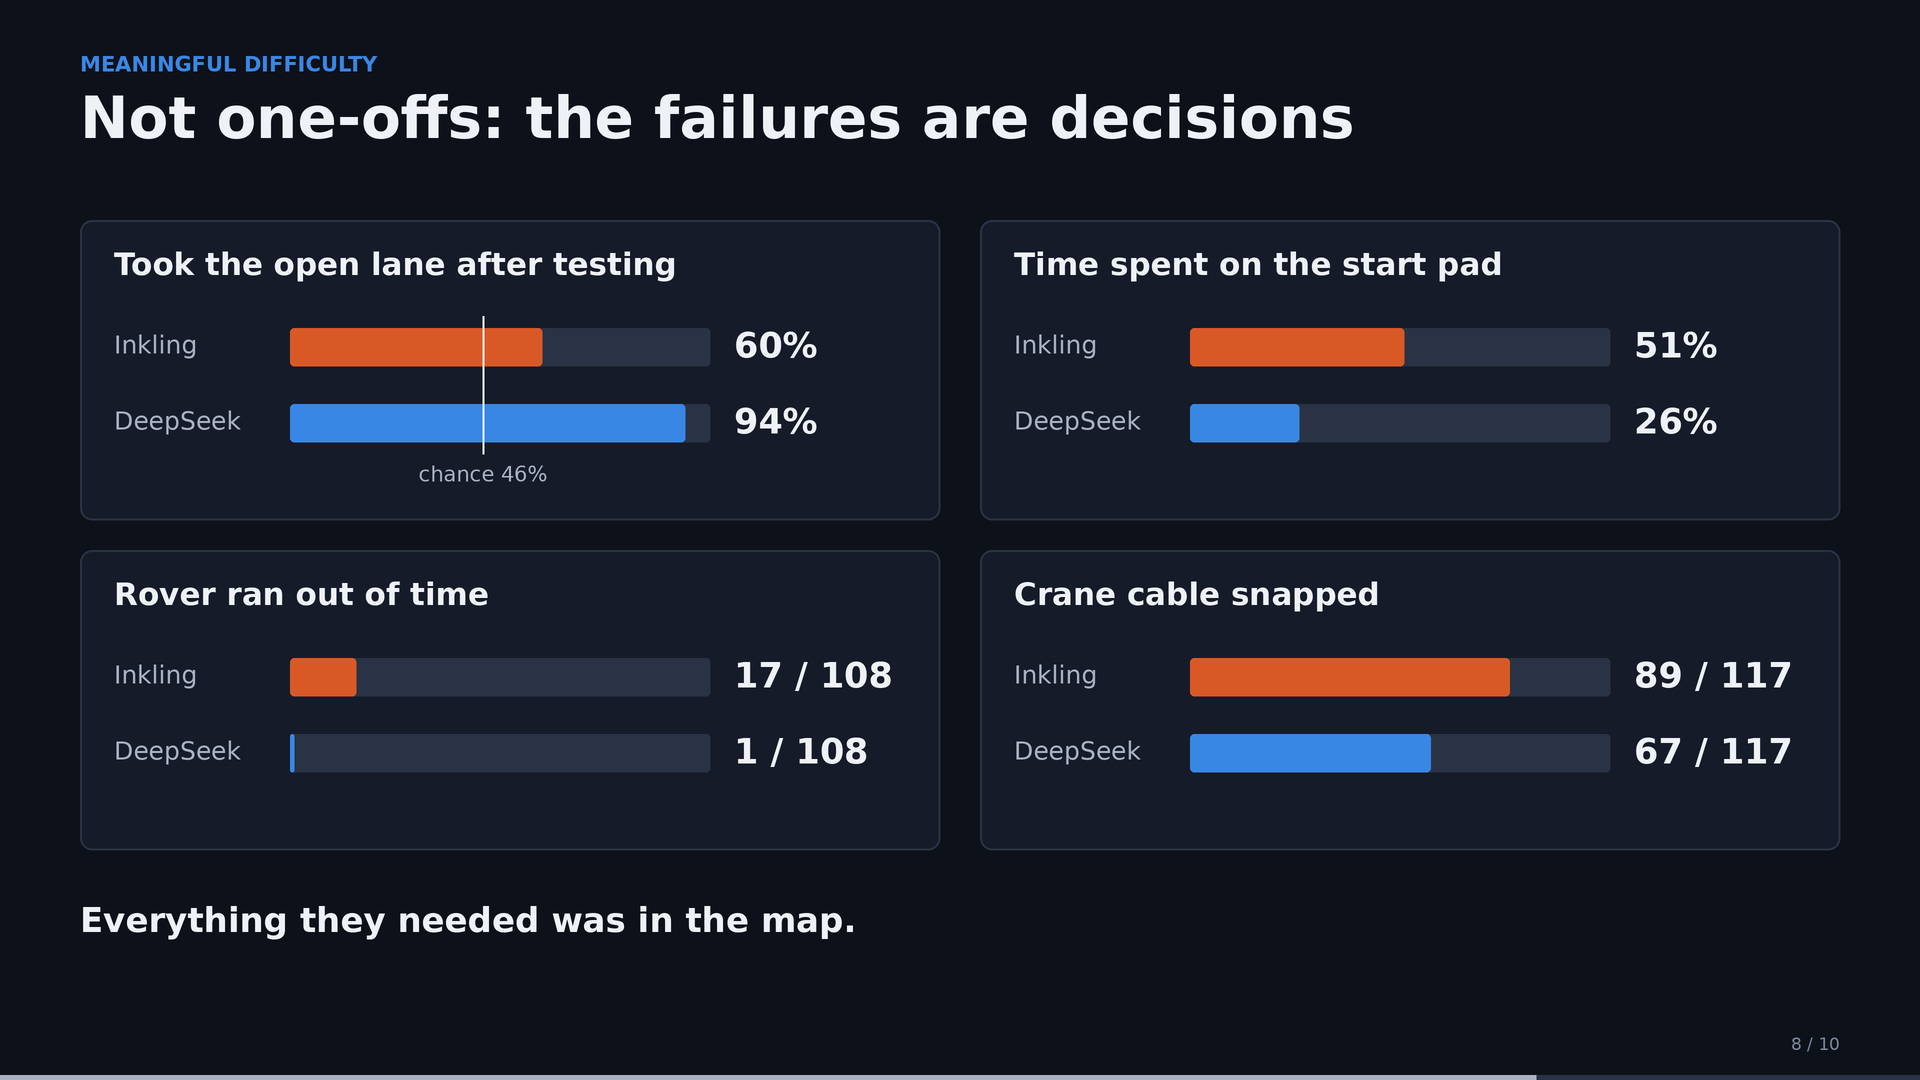 MEANINGFUL DIFFICULTY
Not one-offs: the failures are decisions
Took the open lane after testing
Inkling 60%
DeepSeek 94%
chance 46%
Time spent on the start pad
Inkling 51%
DeepSeek 26%
Rover ran out of time
Inkling 17 / 108
DeepSeek 1 / 108
Crane cable snapped
Inkling 89 / 117
DeepSeek 67 / 117
Everything they needed was in the map.
8 / 10